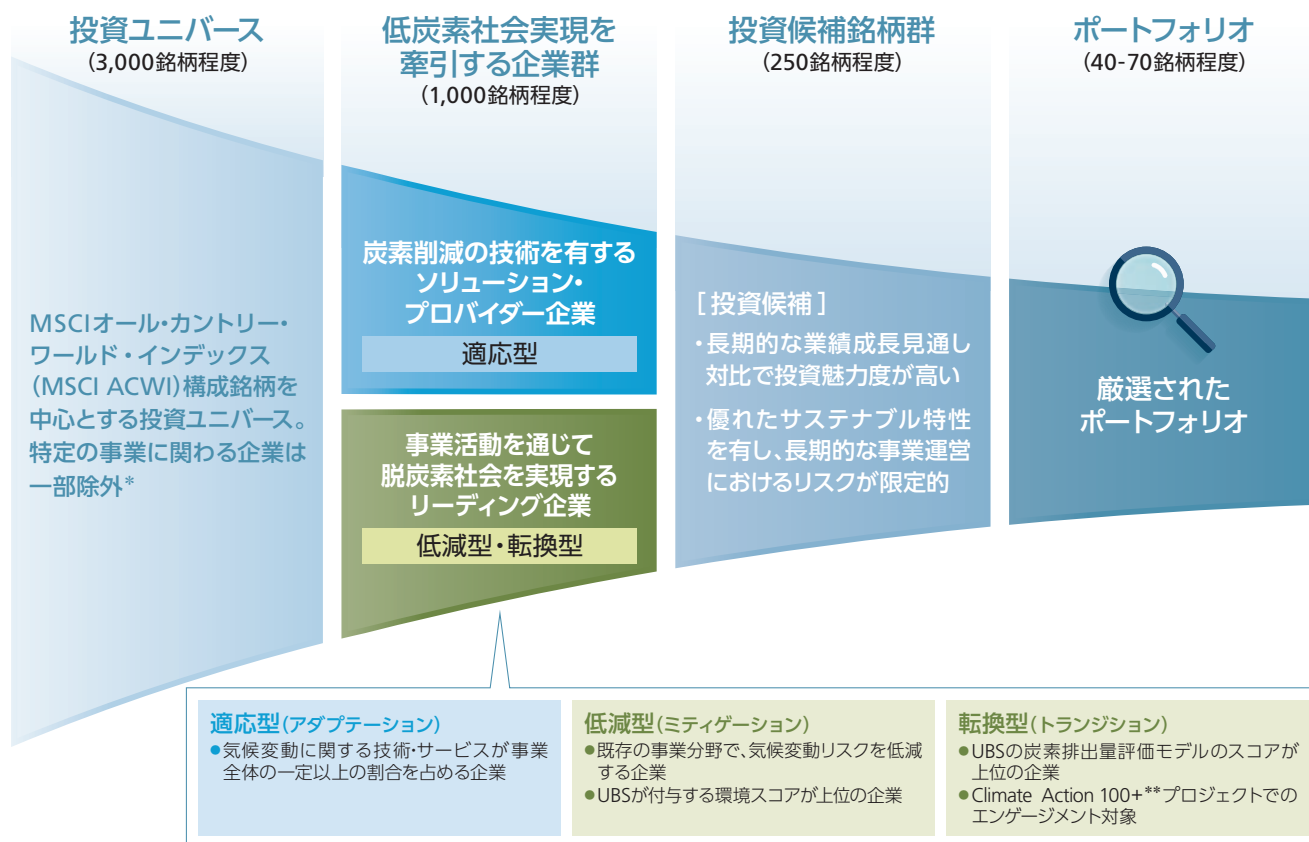 投資ユニバース
（3,000銘柄程度）
低炭素社会実現を
牽引する企業群
（1,000銘柄程度）
投資候補銘柄群
（250銘柄程度）
ポートフォリオ
（40-70銘柄程度）
MSCIオール・カントリー・
ワールド・インデックス
（MSCI ACWI）構成銘柄を
中心とする投資ユニバース。
特定の事業に関わる企業は
一部除外*
炭素削減の技術を有する
ソリューション・
プロバイダー企業
適応型
事業活動を通じて
脱炭素社会を実現する
リーディング企業
低減型・転換型
［投資候補］
・長期的な業績成長見通し
対比で投資魅力度が高い
・優れたサステナブル特性
を有し、長期的な事業運営
におけるリスクが限定的
厳選された
ポートフォリオ
適応型（アダプテーション）
●気候変動に関する技術・サービスが事業
全体の一定以上の割合を占める企業
低減型（ミティゲーション）
●既存の事業分野で、気候変動リスクを低減
する企業
●UBSが付与する環境スコアが上位の企業
転換型（トランジション）
●UBSの炭素排出量評価モデルのスコアが
上位の企業
●Climate Action 100+**プロジェクトでの
エンゲージメント対象